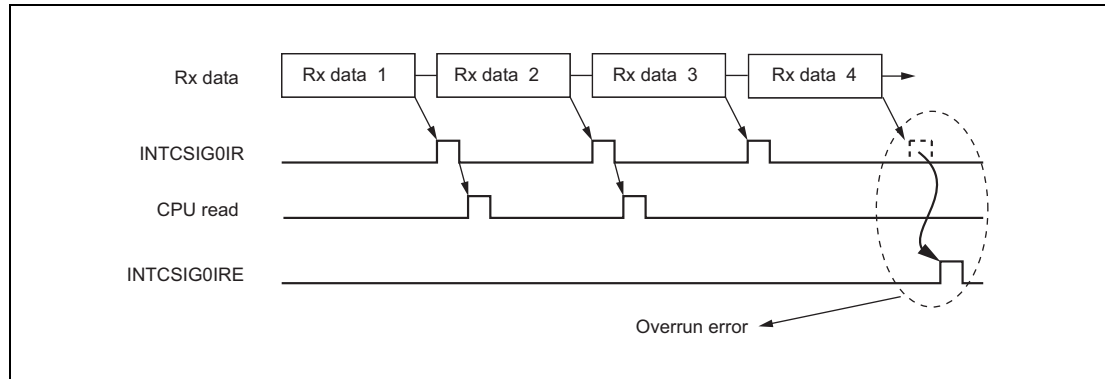 Rx data
Rx data 1
Rx data 2
Rx data 3
Rx data 4
INTCSIG0IR
CPU read
INTCSIG0IRE
Overrun error